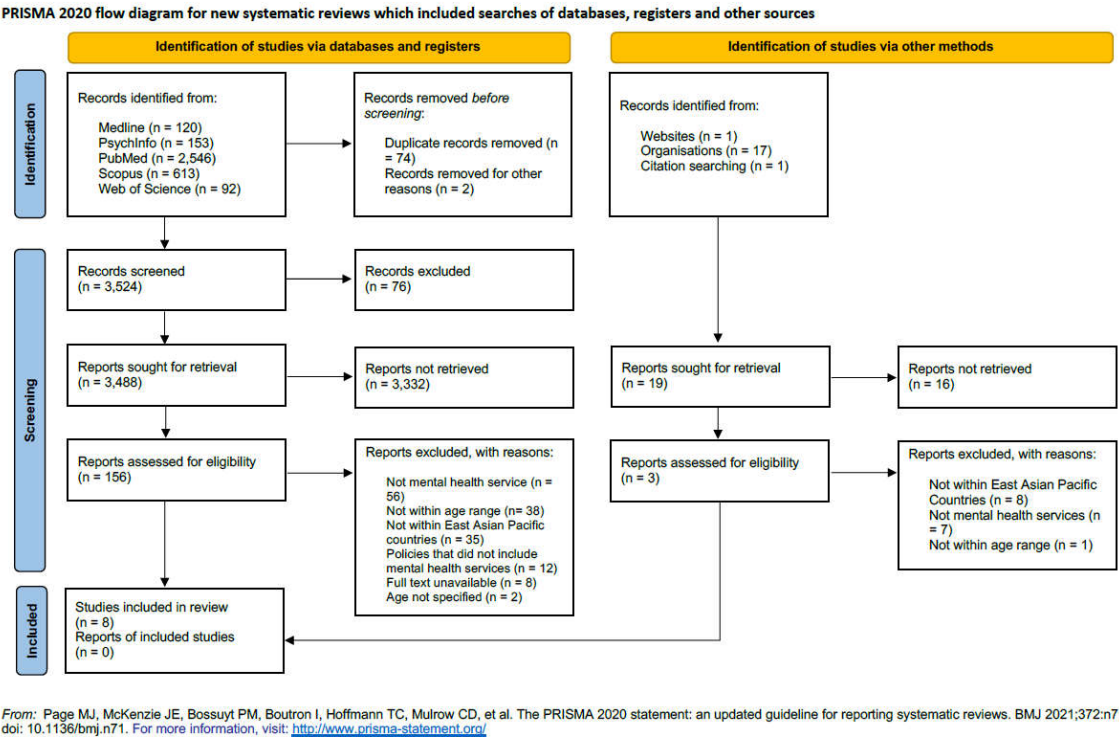 PRISMA 2020 flow diagram for new systematic reviews which included searches of databases, registers and other sources
Identification of studies via databases and registers
Identification of studies via other methods
Identification
Records identified from:
Medline (n = 120)
PsychInfo (n = 153)
PubMed (n = 2,546)
Scopus (n = 613)
Web of Science (n = 92)
Records removed before
screening:
Duplicate records removed (n
= 74)
Records removed for other
reasons (n = 2)
Records identified from:
Websites (n = 1)
Organisations (n = 17)
Citation searching (n = 1)
Screening
Records screened
(n = 3,524)
Records excluded
(n = 76)
Reports sought for retrieval
(n = 3,488)
Reports not retrieved
(n = 3,332)
Reports sought for retrieval
(n = 19)
Reports not retrieved
(n = 16)
Reports assessed for eligibility
(n = 156)
Reports excluded, with reasons:
Not mental health service (n =
56)
Not within age range (n= 38)
Not within East Asian Pacific
countries (n = 35)
Policies that did not include
mental health services (n = 12)
Full text unavailable (n = 8)
Age not specified (n = 2)
Reports assessed for eligibility
(n = 3)
Reports excluded, with reasons:
Not within East Asian Pacific
Countries (n = 8)
Not mental health services (n
= 7)
Not within age range (n = 1)
Included
Studies included in review
(n = 8)
Reports of included studies
(n = 0)
From: Page MJ, McKenzie JE, Bossuyt PM, Boutron I, Hoffmann TC, Mulrow CD, et al. The PRISMA 2020 statement: an updated guideline for reporting systematic reviews. BMJ 2021;372:n7
doi: 10.1136/bmj.n71. For more information, visit: http://www.prisma-statement.org/